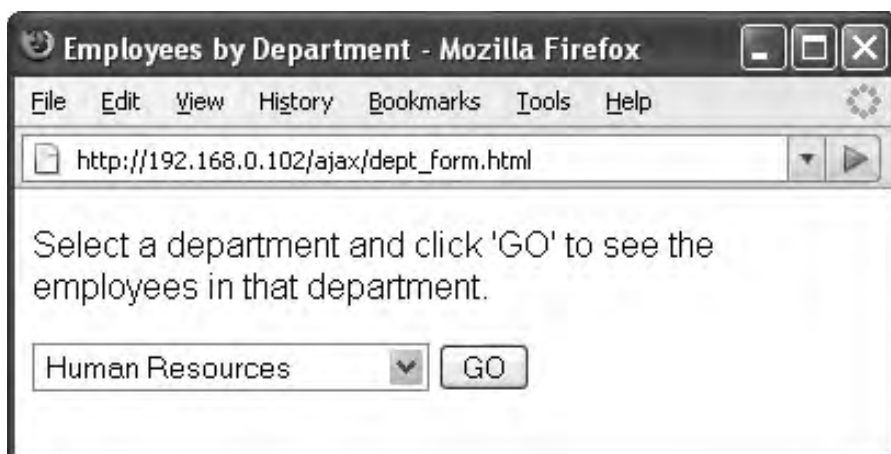 Employees by Department - Mozilla Firefox
File Edit View History Bookmarks Tools Help
http://192.168.0.102/ajax/dept_form.html
Select a department and click 'GO' to see the
employees in that department.
Human Resources GO